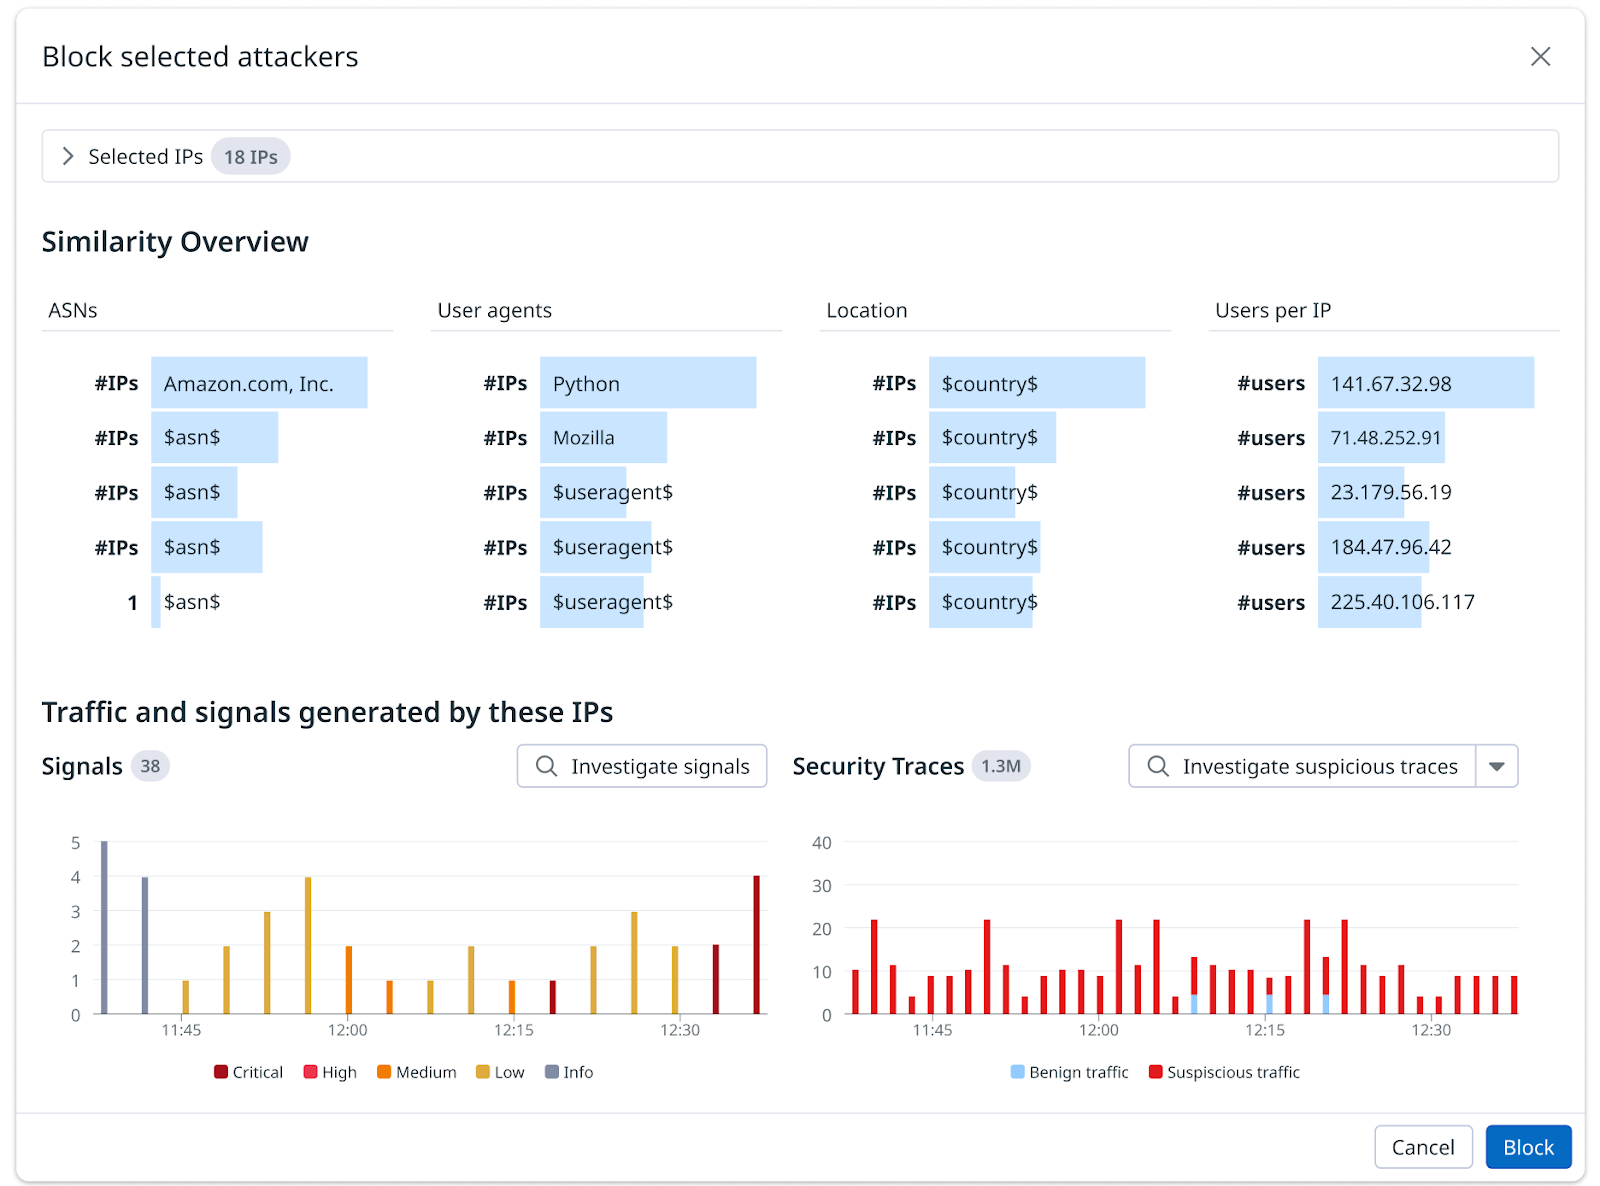 Block selected attackers
Selected IPs 18 IPs
Similarity Overview
ASNs
#IPs Amazon.com, Inc.
#IPs $asn$
#IPs $asn$
#IPs $asn$
1 $asn$
User agents
#IPs Python
#IPs Mozilla
#IPs $useragent$
#IPs $useragent$
#IPs $useragent$
Location
#IPs $country$
#IPs $country$
#IPs $country$
#IPs $country$
#IPs $country$
Users per IP
#users 141.67.32.98
#users 71.48.252.91
#users 23.179.56.19
#users 184.47.96.42
#users 225.40.106.117
Traffic and signals generated by these IPs
Signals 38
Investigate signals
5
4
3
2
1
0
11:45 12:00 12:15 12:30
Critical High Medium Low Info
Security Traces 1.3M
Investigate suspicious traces
40
30
20
10
0
11:45 12:00 12:15 12:30
Benign traffic Suspiscious traffic
Cancel Block